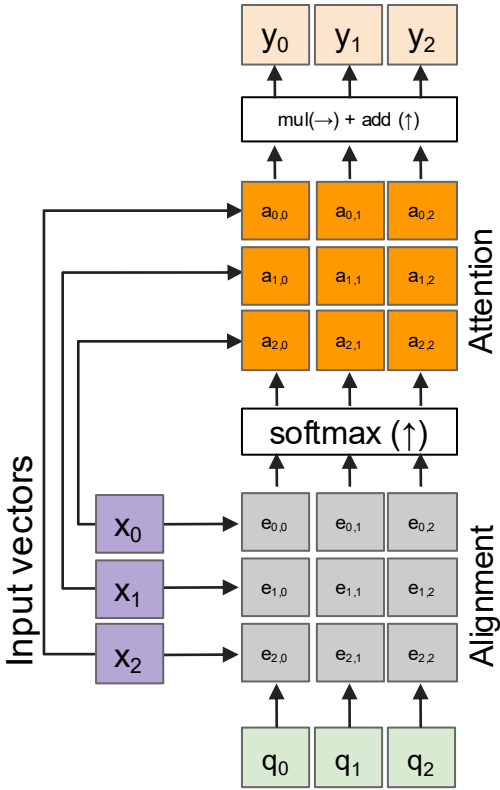 y0 y1 y2
mul(→) + add (↑)
a0,0 a0,1 a0,2
a1,0 a1,1 a1,2
a2,0 a2,1 a2,2
Attention
softmax (↑)
Input vectors
x0 e0,0 e0,1 e0,2
x1 e1,0 e1,1 e1,2
x2 e2,0 e2,1 e2,2
Alignment
q0 q1 q2